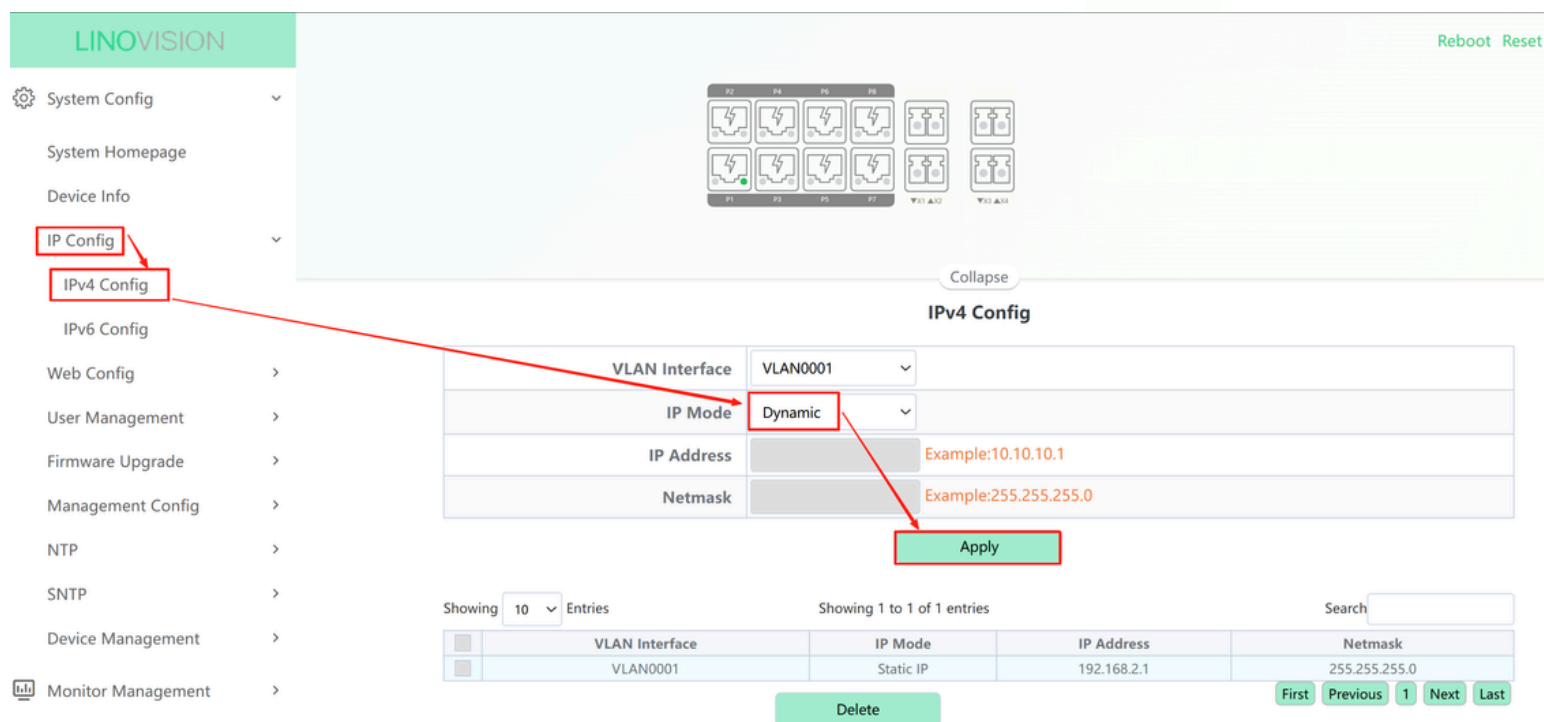 LINOVISION
Reboot Reset
System Config
System Homepage
Device Info
IP Config
IPv4 Config
IPv6 Config
Web Config
User Management
Firmware Upgrade
Management Config
NTP
SNTP
Device Management
Monitor Management
P2 P4 P6 P8
P1 P3 P5 P7 ▼X1 ▲X2 ▼X3 ▲X4
Collapse
IPv4 Config
VLAN Interface VLAN0001
IP Mode Dynamic
IP Address Example:10.10.10.1
Netmask Example:255.255.255.0
Apply
Showing 10 Entries Showing 1 to 1 of 1 entries Search
VLAN Interface IP Mode IP Address Netmask
VLAN0001 Static IP 192.168.2.1 255.255.255.0
First Previous 1 Next Last
Delete